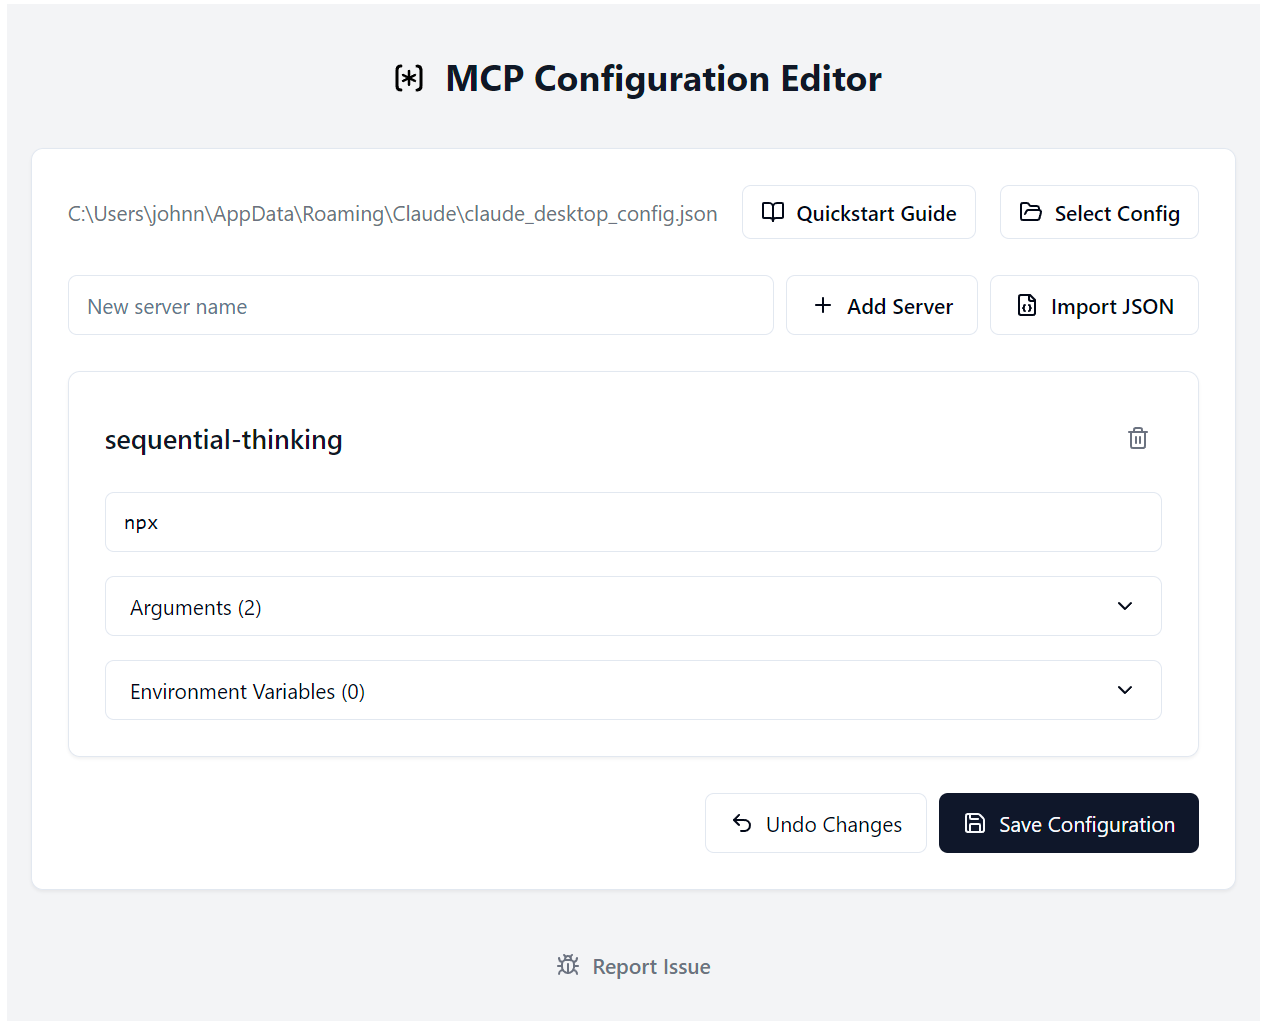 [*] MCP Configuration Editor
C:\Users\johnn\AppData\Roaming\Claude\claude_desktop_config.json
Quickstart Guide
Select Config
New server name
+ Add Server
Import JSON
sequential-thinking
npx
Arguments (2)
Environment Variables (0)
Undo Changes
Save Configuration
Report Issue